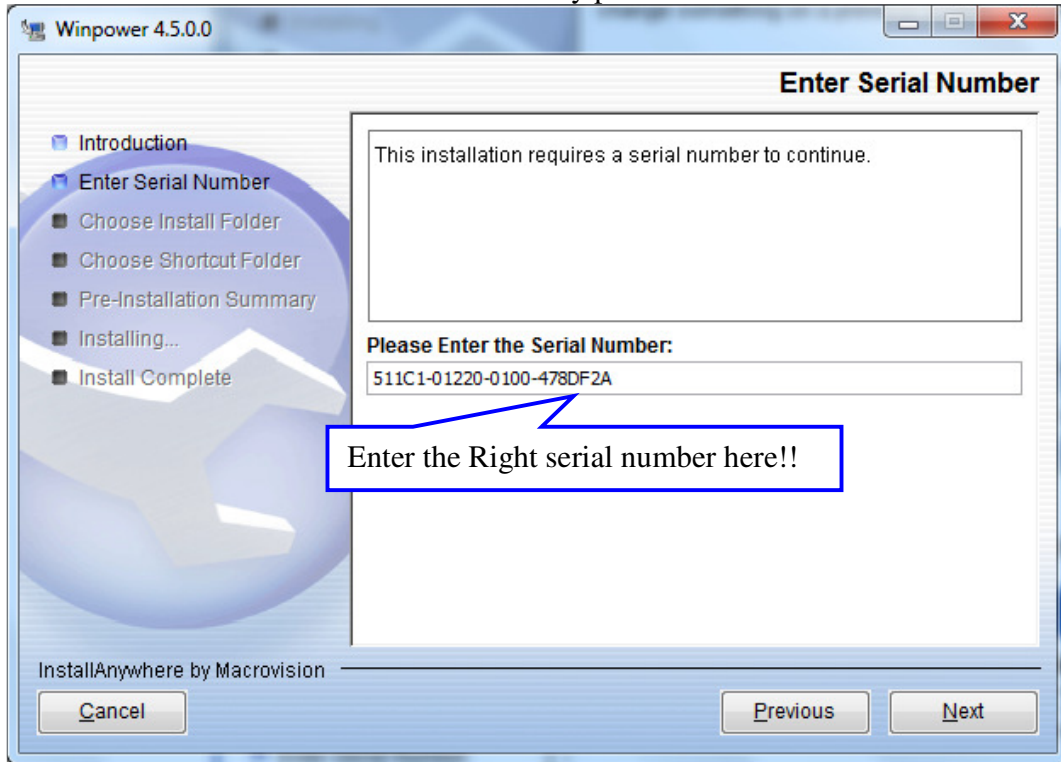 Winpower 4.5.0.0
Enter Serial Number
Introduction
Enter Serial Number
Choose Install Folder
Choose Shortcut Folder
Pre-Installation Summary
Installing...
Install Complete
This installation requires a serial number to continue.
Please Enter the Serial Number:
511C1-01220-0100-478DF2A
Enter the Right serial number here!!
InstallAnywhere by Macrovision
Cancel
Previous
Next